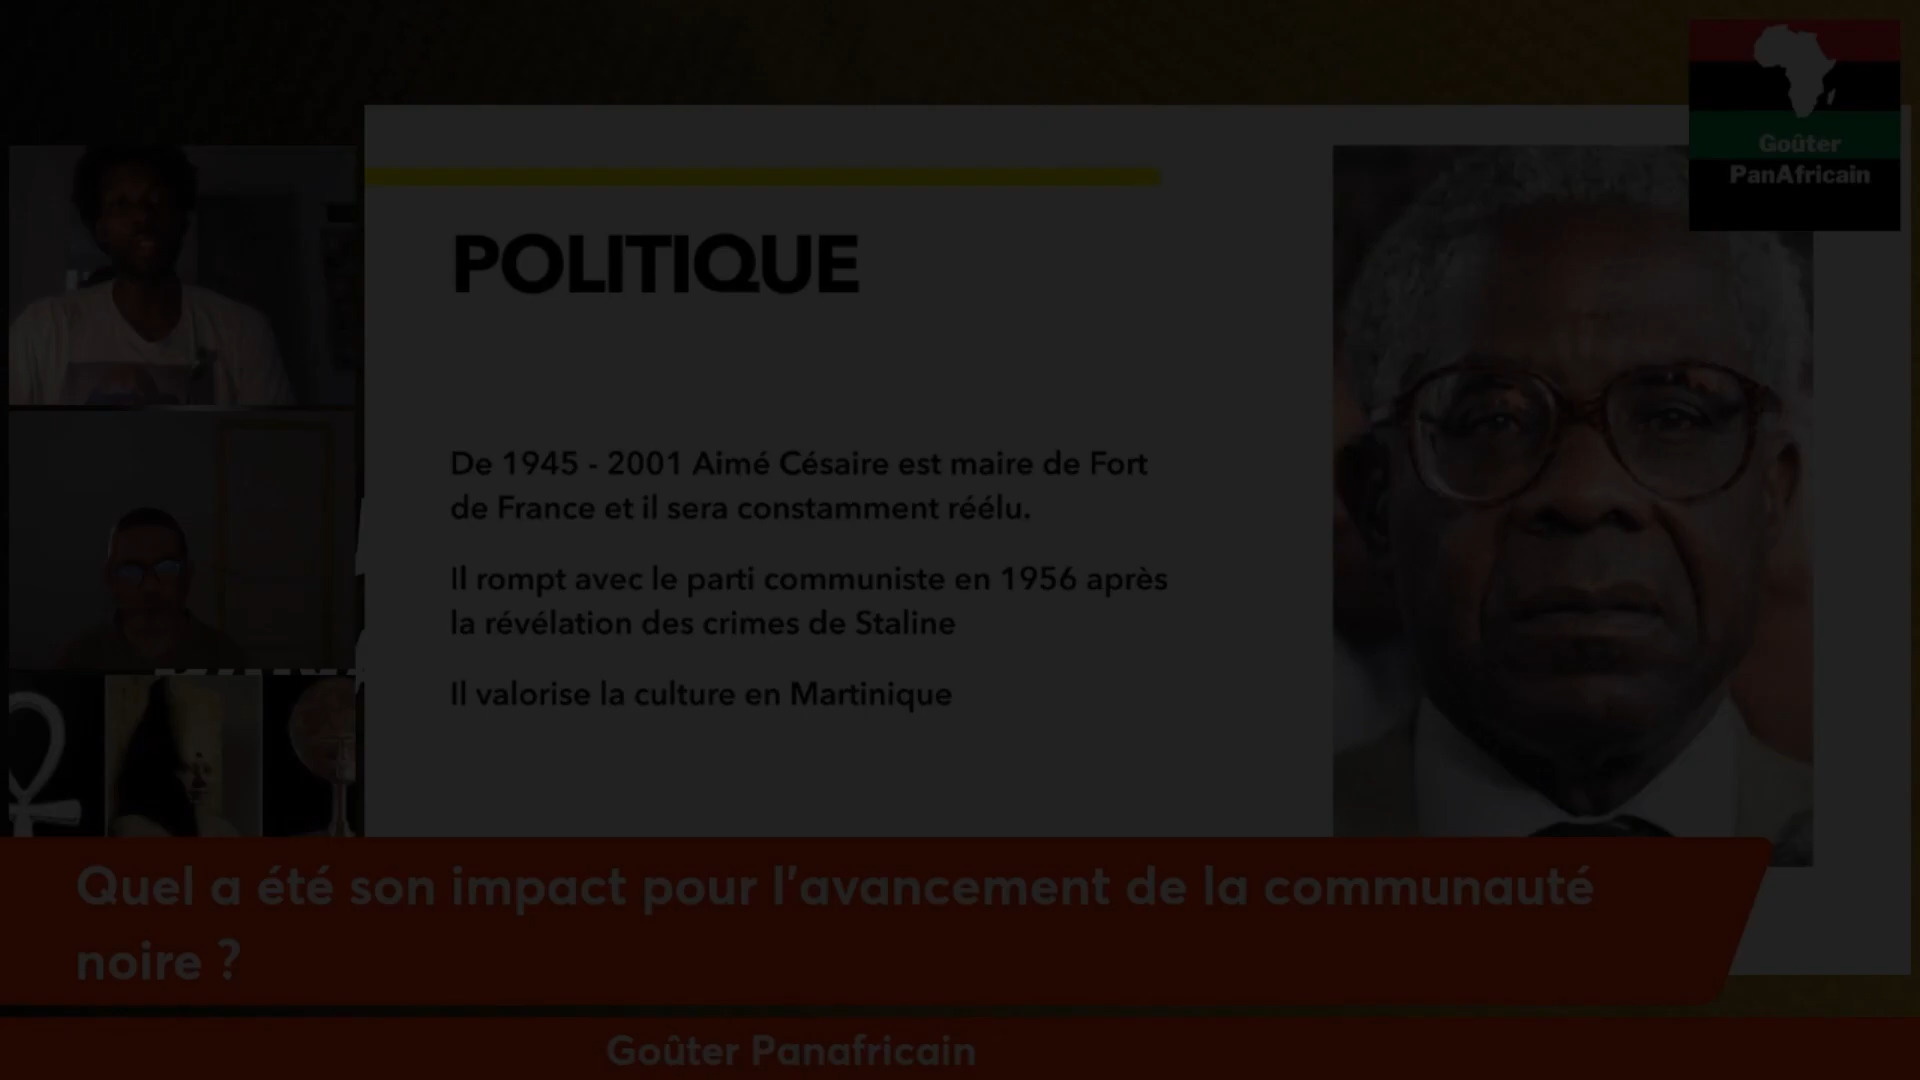 Goûter
PanAfricain
POLITIQUE
De 1945 - 2001 Aimé Césaire est maire de Fort
de France et il sera constamment réélu.
Il rompt avec le parti communiste en 1956 après
la révélation des crimes de Staline
Il valorise la culture en Martinique
Quel a été son impact pour l'avancement de la communauté
noire ?
Goûter Panafricain